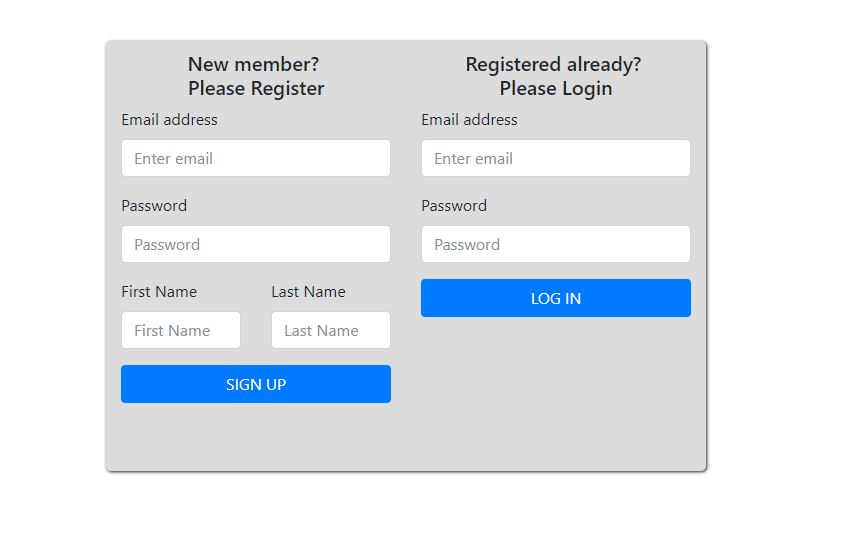 New member?
Please Register
Email address
Enter email
Password
Password
First Name
Last Name
First Name
Last Name
SIGN UP
Registered already?
Please Login
Email address
Enter email
Password
Password
LOG IN